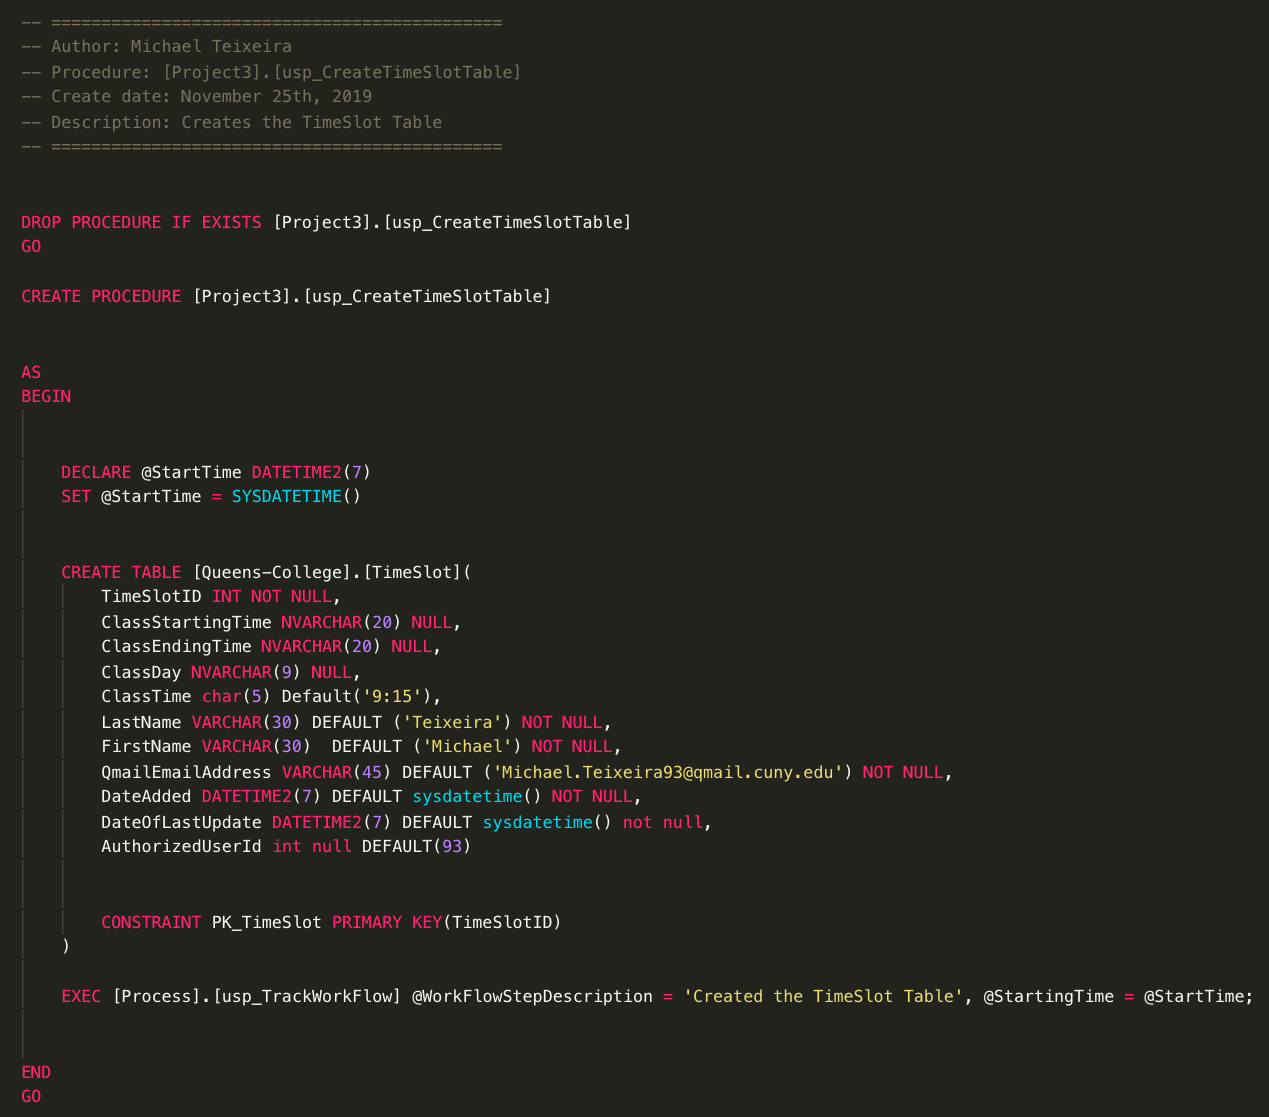 -- =============================================
-- Author: Michael Teixeira
-- Procedure: [Project3].[usp_CreateTimeSlotTable]
-- Create date: November 25th, 2019
-- Description: Creates the TimeSlot Table
-- =============================================
DROP PROCEDURE IF EXISTS [Project3].[usp_CreateTimeSlotTable]
GO
CREATE PROCEDURE [Project3].[usp_CreateTimeSlotTable]
AS
BEGIN
DECLARE @StartTime DATETIME2(7)
SET @StartTime = SYSDATETIME()
CREATE TABLE [Queens-College].[TimeSlot](
TimeSlotID INT NOT NULL,
ClassStartingTime NVARCHAR(20) NULL,
ClassEndingTime NVARCHAR(20) NULL,
ClassDay NVARCHAR(9) NULL,
ClassTime char(5) Default('9:15'),
LastName VARCHAR(30) DEFAULT ('Teixeira') NOT NULL,
FirstName VARCHAR(30)  DEFAULT ('Michael') NOT NULL,
QmailEmailAddress VARCHAR(45) DEFAULT ('Michael.Teixeira93@qmail.cuny.edu') NOT NULL,
DateAdded DATETIME2(7) DEFAULT sysdatetime() NOT NULL,
DateOfLastUpdate DATETIME2(7) DEFAULT sysdatetime() not null,
AuthorizedUserId int null DEFAULT(93)
CONSTRAINT PK_TimeSlot PRIMARY KEY(TimeSlotID)
)
EXEC [Process].[usp_TrackWorkFlow] @WorkFlowStepDescription = 'Created the TimeSlot Table', @StartingTime = @StartTime;
END
GO